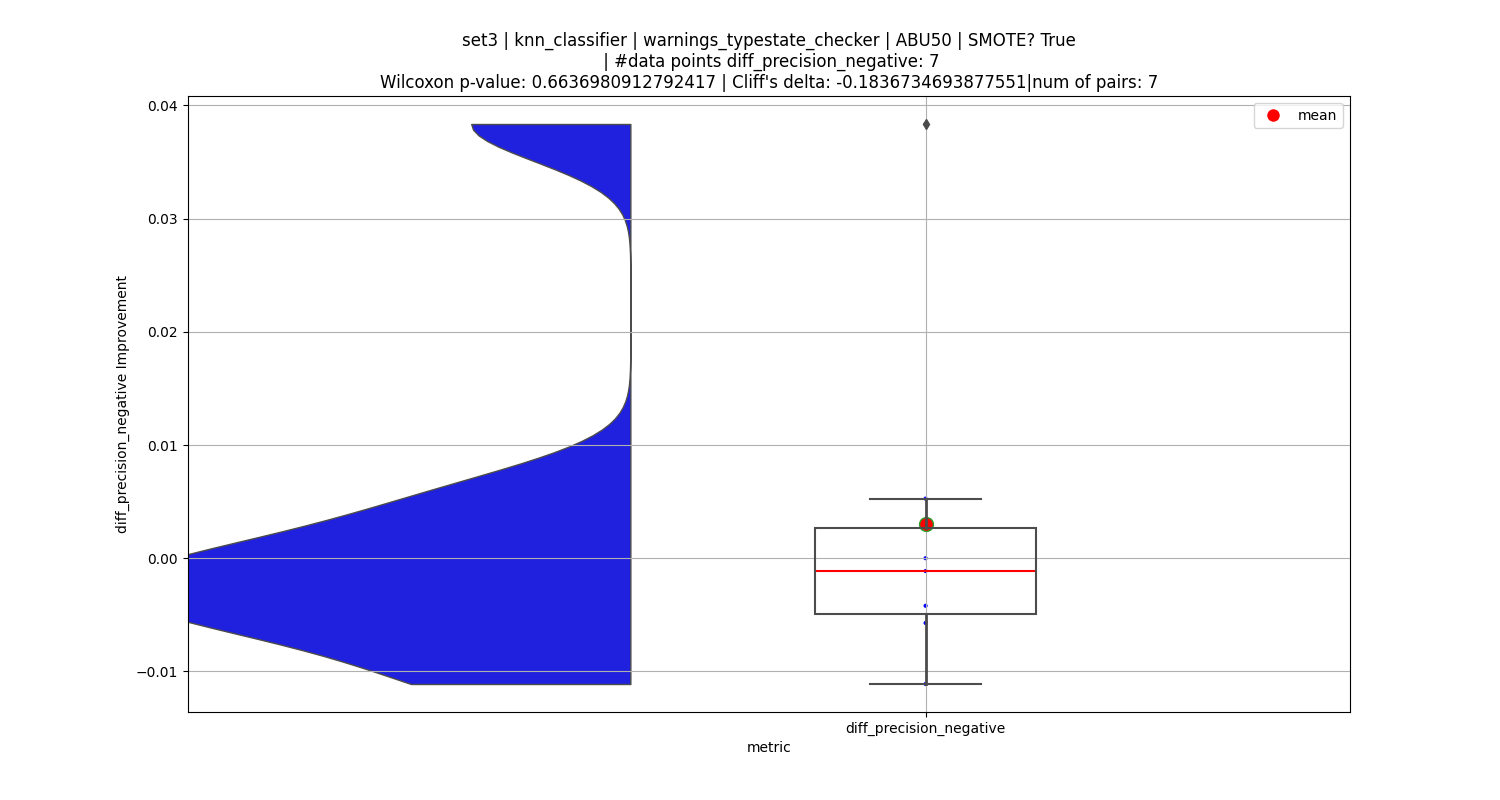 set3 | knn_classifier | warnings_typestate_checker | ABU50 | SMOTE? True
| #data points diff_precision_negative: 7
Wilcoxon p-value: 0.6636980912792417 | Cliff's delta: -0.1836734693877551|num of pairs: 7
mean
0.04
0.03
0.02
0.01
0.00
−0.01
diff_precision_negative Improvement
diff_precision_negative
metric